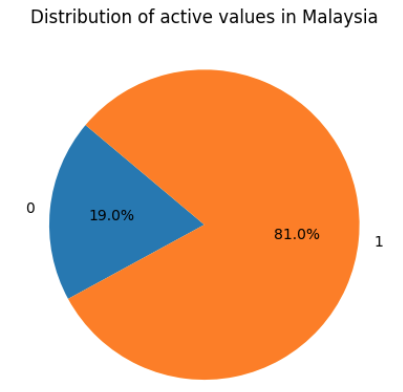 Distribution of active values in Malaysia
0
19.0%
81.0%
1